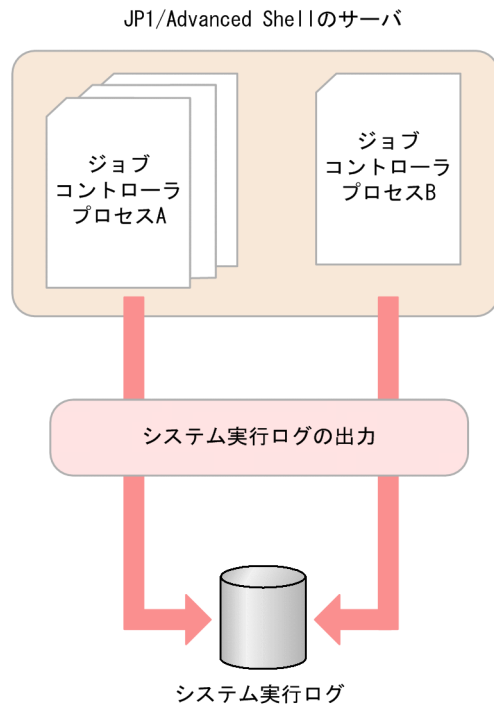 JP1/Advanced Shellのサーバ
ジョブ
コントローラ
プロセスA
ジョブ
コントローラ
プロセスB
システム実行ログの出力
システム実行ログ